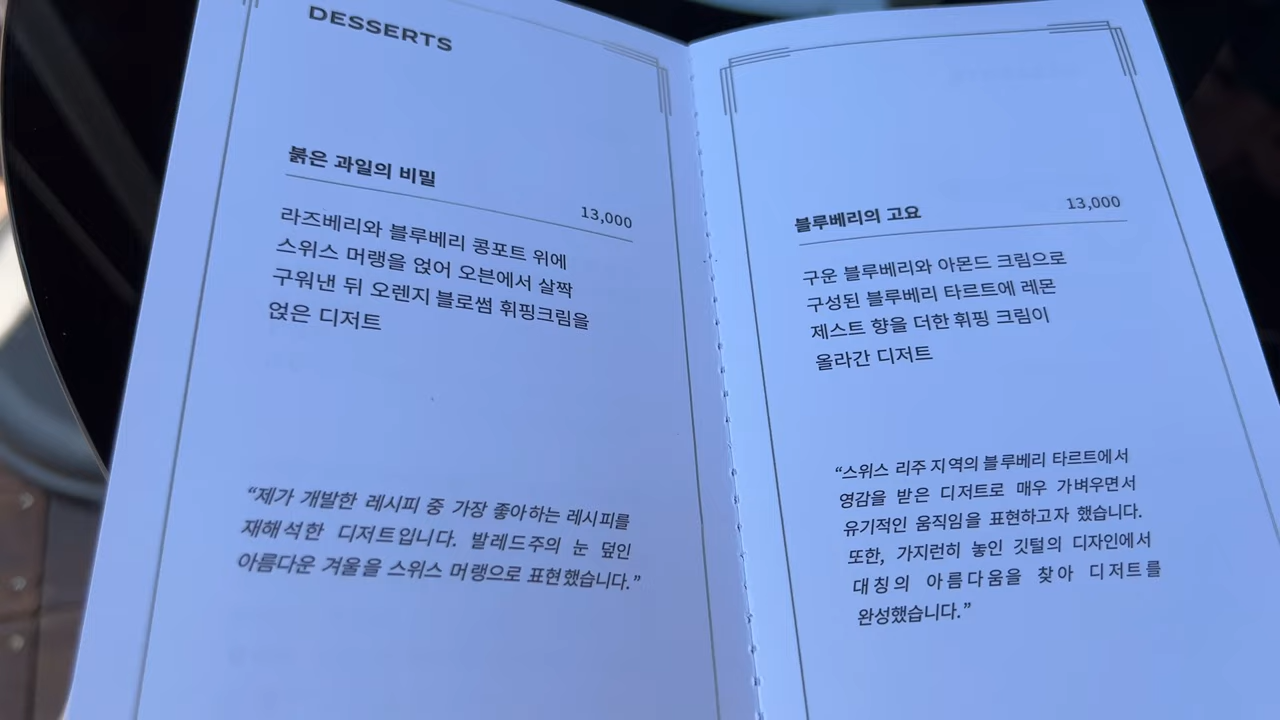 DESSERTS
붉은 과일의 비밀
13,000
라즈베리와 블루베리 콩포트 위에
스위스 머랭을 얹어 오븐에서 살짝
구워낸 뒤 오렌지 블로썸 휘핑크림을
얹은 디저트
“제가 개발한 레시피 중 가장 좋아하는 레시피를
재해석한 디저트입니다. 발레드주의 눈 덮인
아름다운 겨울을 스위스 머랭으로 표현했습니다.”
블루베리의 고요
13,000
구운 블루베리와 아몬드 크림으로
구성된 블루베리 타르트에 레몬
제스트 향을 더한 휘핑 크림이
올라간 디저트
“스위스 리주 지역의 블루베리 타르트에서
영감을 받은 디저트로 매우 가벼우면서
유기적인 움직임을 표현하고자 했습니다.
또한, 가지런히 놓인 깃털의 디자인에서
대칭의 아름다움을 찾아 디저트를
완성했습니다.”